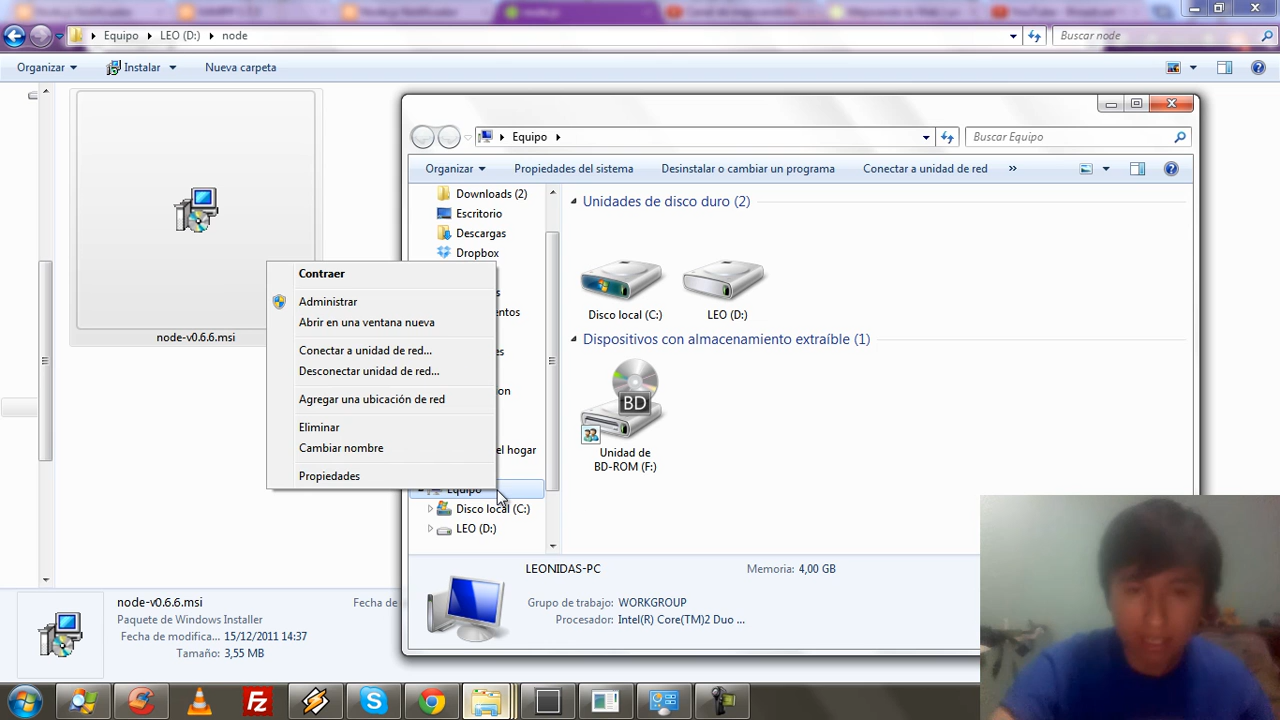 Equipo
LEO (D:)
node
Buscar node
Organizar
Instalar
Nueva carpeta
node-v0.6.6.msi
Equipo
Buscar Equipo
Organizar
Propiedades del sistema
Desinstalar o cambiar un programa
Conectar a unidad de red
»
Downloads (2)
Escritorio
Descargas
Dropbox
Contraer
Administrar
Abrir en una ventana nueva
Conectar a unidad de red...
Desconectar unidad de red...
Agregar una ubicación de red
Eliminar
Cambiar nombre
Propiedades
el hogar
Equipo
Disco local (C:)
LEO (D:)
Unidades de disco duro (2)
Disco local (C:)
LEO (D:)
Dispositivos con almacenamiento extraíble (1)
BD
Unidad de
BD-ROM (F:)
LEONIDAS-PC
Memoria: 4,00 GB
Grupo de trabajo: WORKGROUP
Procesador: Intel(R) Core(TM)2 Duo ...
node-v0.6.6.msi
Fecha de
Paquete de Windows Installer
Fecha de modifica... 15/12/2011 14:37
Tamaño: 3,55 MB